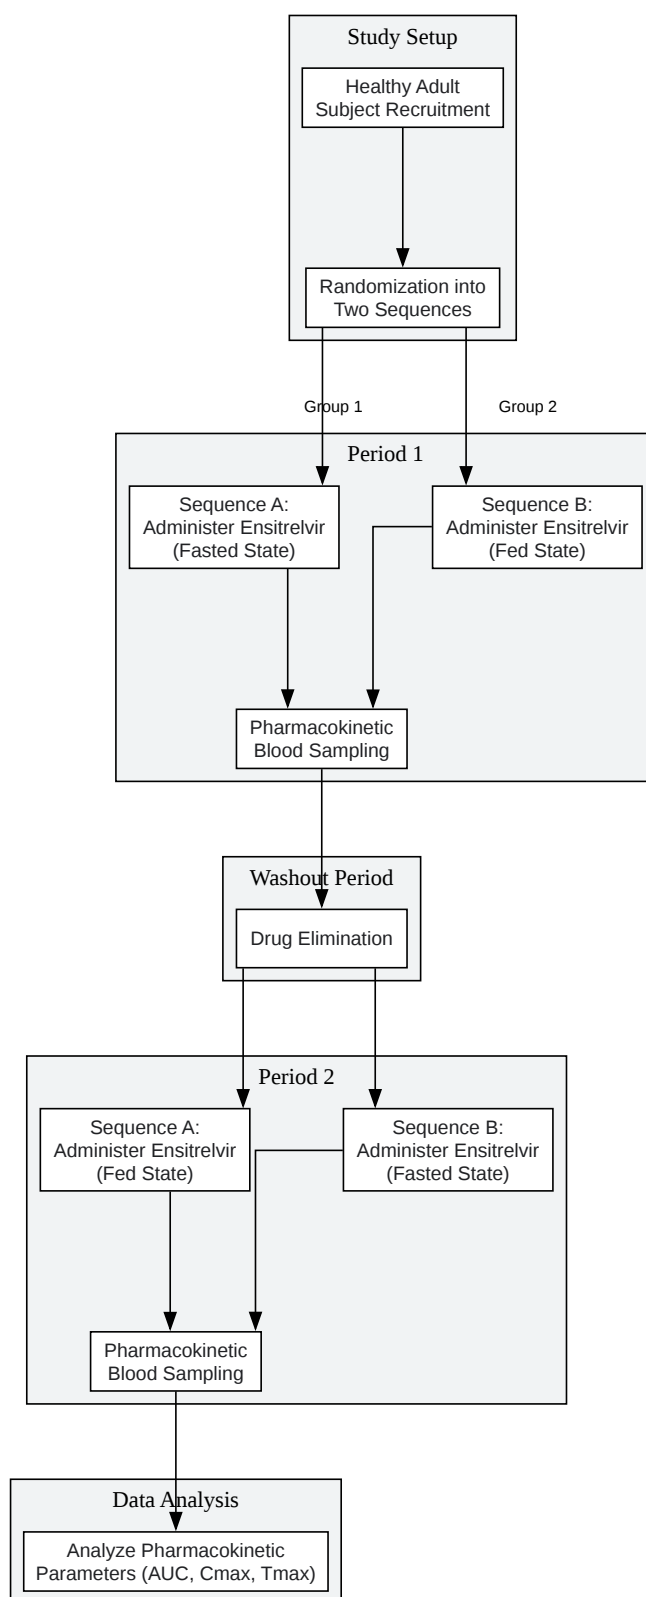 Study Setup
Healthy Adult
Subject Recruitment
Randomization into
Two Sequences
Group 1
Group 2
Period 1
Sequence A:
Administer Ensitrelvir
(Fasted State)
Sequence B:
Administer Ensitrelvir
(Fed State)
Pharmacokinetic
Blood Sampling
Washout Period
Drug Elimination
Period 2
Sequence A:
Administer Ensitrelvir
(Fed State)
Sequence B:
Administer Ensitrelvir
(Fasted State)
Pharmacokinetic
Blood Sampling
Data Analysis
Analyze Pharmacokinetic
Parameters (AUC, Cmax, Tmax)